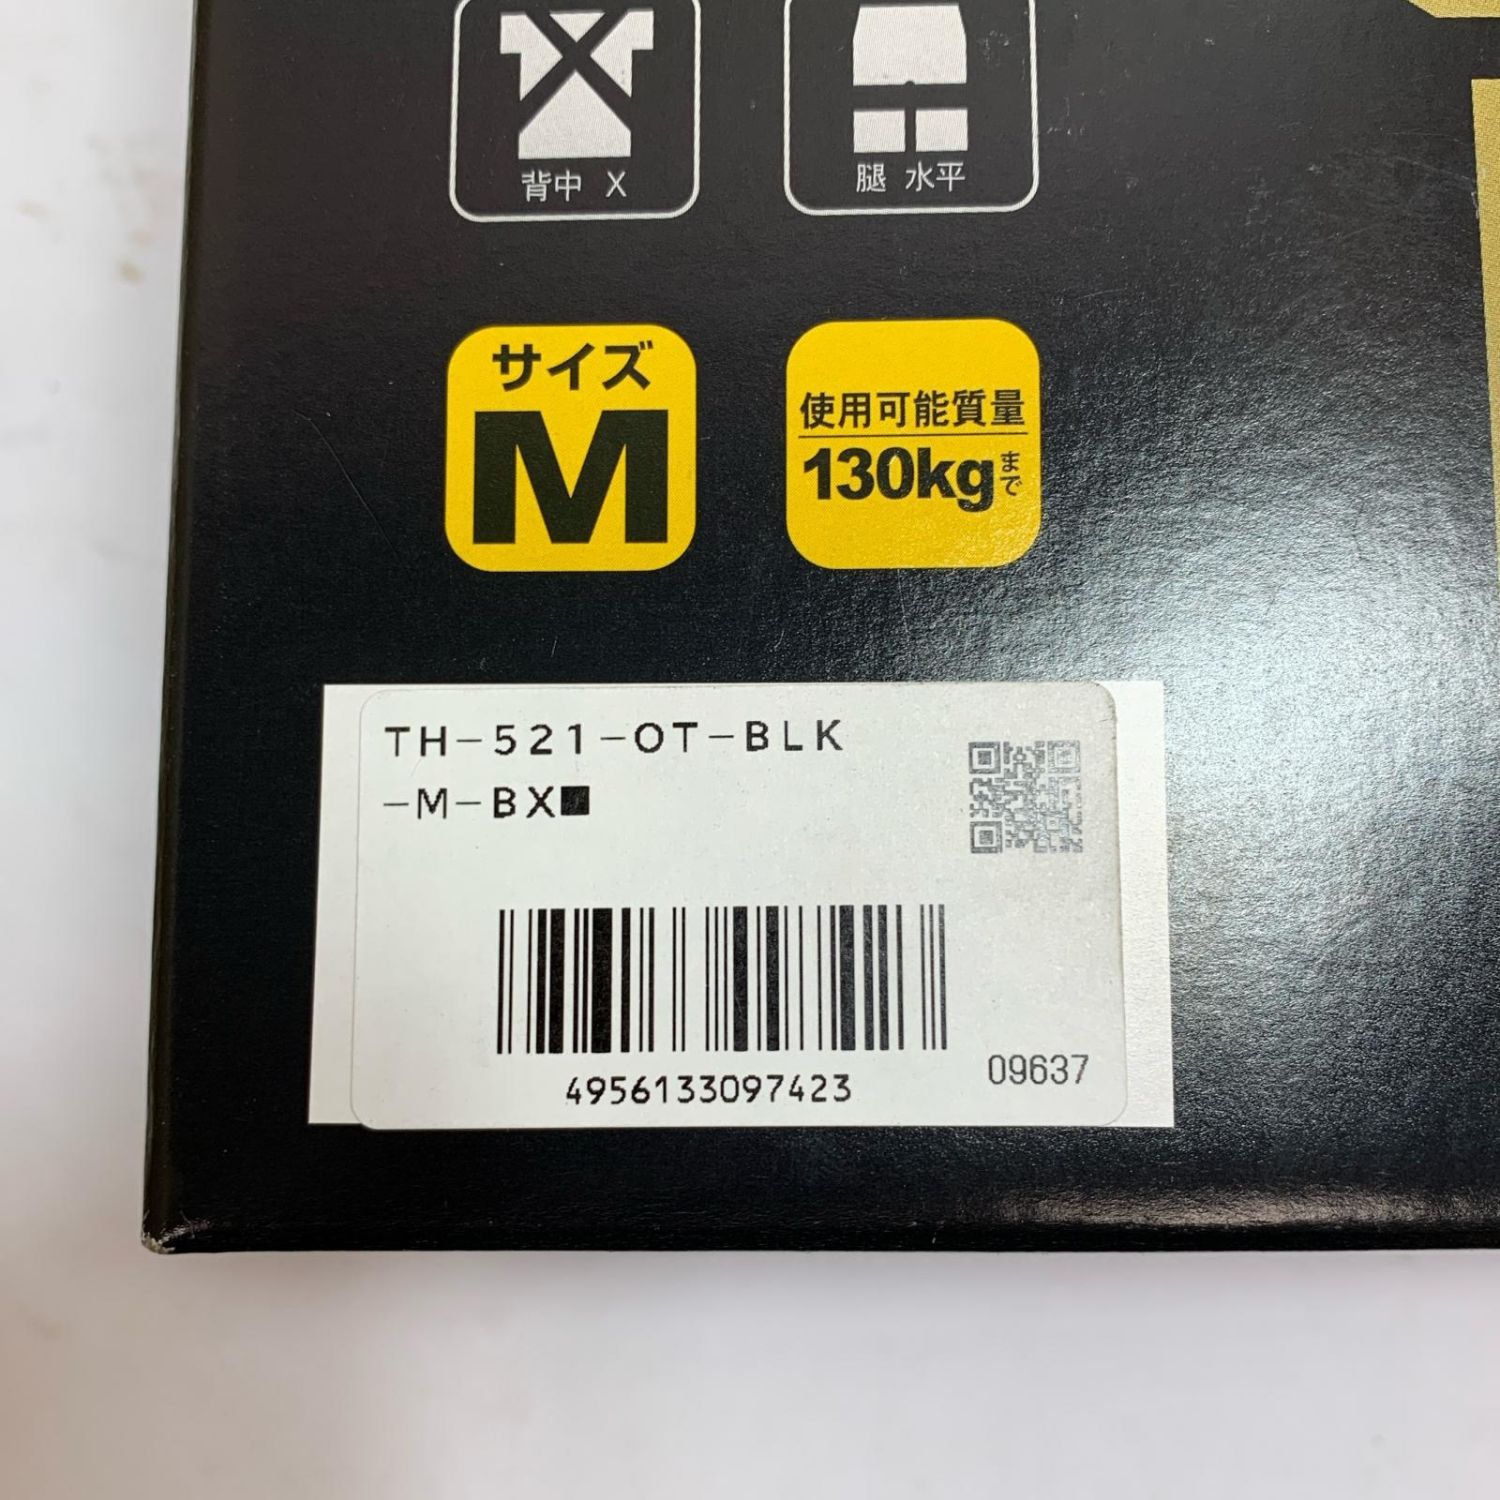 背中 X
腿 水平
サイズ
M
使用可能質量
130kgまで
TH-521-OT-BLK
-M-BX■
4956133097423
09637